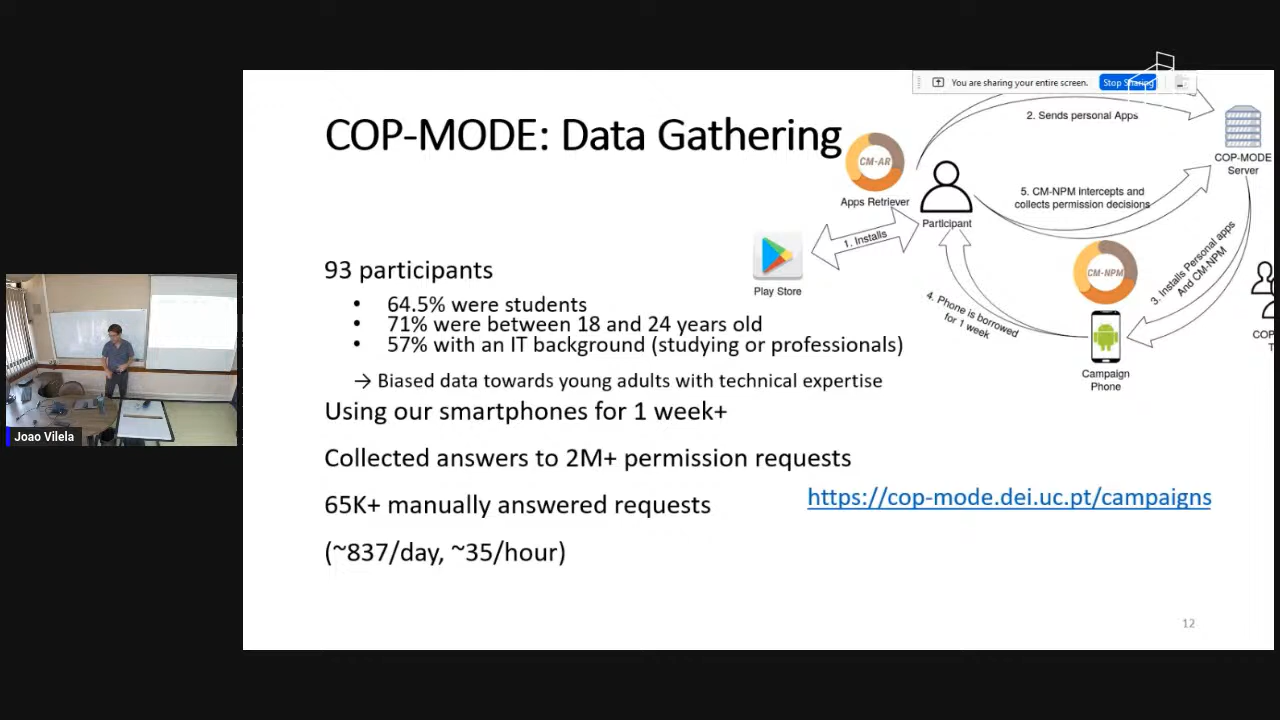 You are sharing your entire screen.
Stop Sharing
COP-MODE: Data Gathering
2. Sends personal Apps
COP-MODE
Server
CM-AR
Apps Retriever
5. CM-NPM intercepts and
collects permission decisions
Participant
1. Installs
Play Store
3. Installs Personal apps
And CM-NPM
CM-NPM
4. Phone is borrowed
for 1 week
Campaign
Phone
COP
T
93 participants
• 64.5% were students
• 71% were between 18 and 24 years old
• 57% with an IT background (studying or professionals)
→ Biased data towards young adults with technical expertise
Using our smartphones for 1 week+
Collected answers to 2M+ permission requests
65K+ manually answered requests
https://cop-mode.dei.uc.pt/campaigns
(~837/day, ~35/hour)
12
Joao Vilela